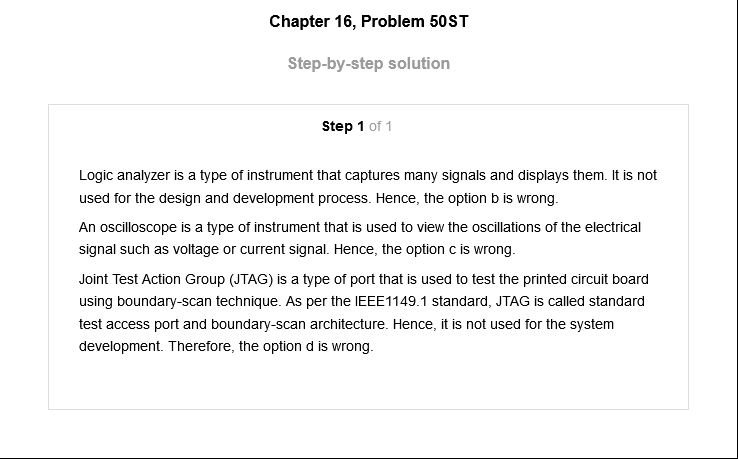 Chapter 16, Problem 50ST
Step-by-step solution
Step 1 of 1
Logic analyzer is a type of instrument that captures many signals and displays them. It is not
used for the design and development process. Hence, the option b is wrong.
An oscilloscope is a type of instrument that is used to view the oscillations of the electrical
signal such as voltage or current signal. Hence, the option c is wrong.
Joint Test Action Group (JTAG) is a type of port that is used to test the printed circuit board
using boundary-scan technique. As per the IEEE1149.1 standard, JTAG is called standard
test access port and boundary-scan architecture. Hence, it is not used for the system
development. Therefore, the option d is wrong.